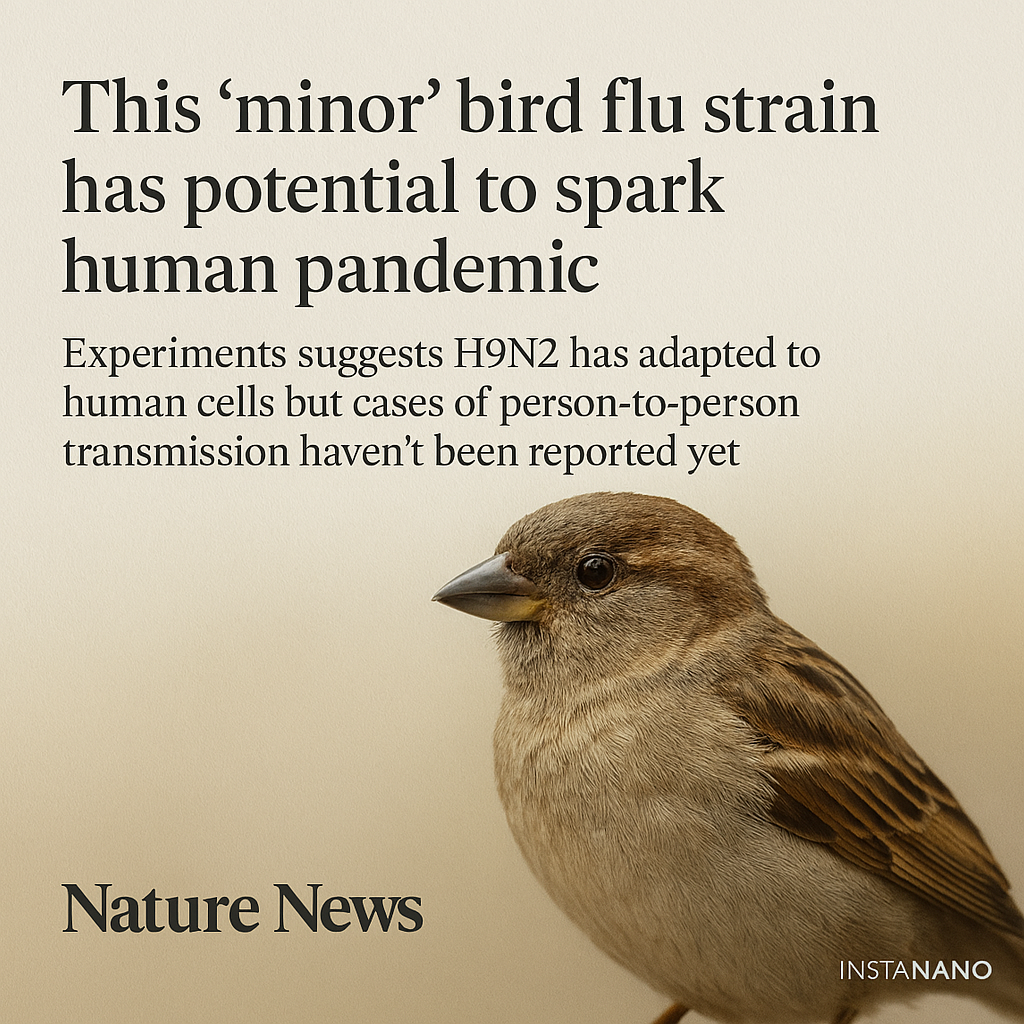 This ‘minor’ bird flu strain
has potential to spark
human pandemic
Experiments suggests H9N2 has adapted to
human cells but cases of person-to-person
transmission haven’t been reported yet
Nature News
INSTANANO